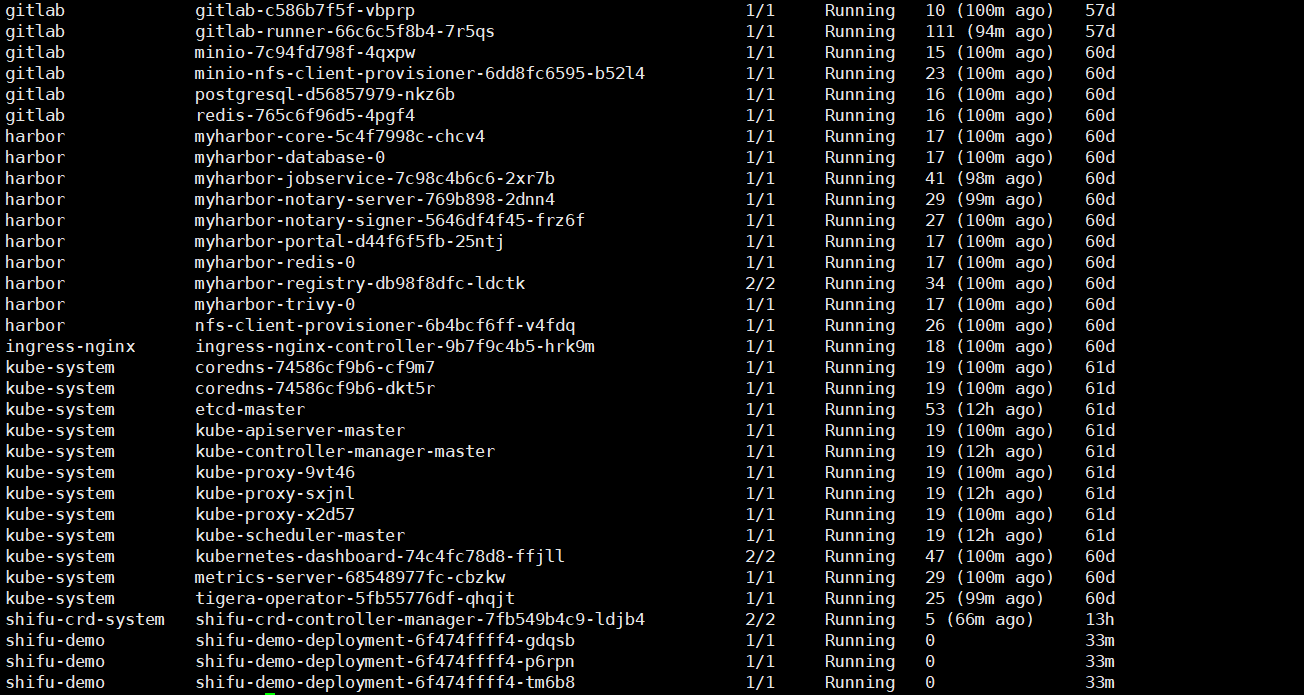 gitlab gitlab-c586b7f5f-vbprp 1/1 Running 10 (100m ago) 57d
gitlab gitlab-runner-66c6c5f8b4-7r5qs 1/1 Running 111 (94m ago) 57d
gitlab minio-7c94fd798f-4qxpw 1/1 Running 15 (100m ago) 60d
gitlab minio-nfs-client-provisioner-6dd8fc6595-b52l4 1/1 Running 23 (100m ago) 60d
gitlab postgresql-d56857979-nkz6b 1/1 Running 16 (100m ago) 60d
gitlab redis-765c6f96d5-4pgf4 1/1 Running 16 (100m ago) 60d
harbor myharbor-core-5c4f7998c-chcv4 1/1 Running 17 (100m ago) 60d
harbor myharbor-database-0 1/1 Running 17 (100m ago) 60d
harbor myharbor-jobservice-7c98c4b6c6-2xr7b 1/1 Running 41 (98m ago) 60d
harbor myharbor-notary-server-769b898-2dnn4 1/1 Running 29 (99m ago) 60d
harbor myharbor-notary-signer-5646df4f45-frz6f 1/1 Running 27 (100m ago) 60d
harbor myharbor-portal-d44f6f5fb-25ntj 1/1 Running 17 (100m ago) 60d
harbor myharbor-redis-0 1/1 Running 17 (100m ago) 60d
harbor myharbor-registry-db98f8dfc-ldctk 2/2 Running 34 (100m ago) 60d
harbor myharbor-trivy-0 1/1 Running 17 (100m ago) 60d
harbor nfs-client-provisioner-6b4bcf6ff-v4fdq 1/1 Running 26 (100m ago) 60d
ingress-nginx ingress-nginx-controller-9b7f9c4b5-hrk9m 1/1 Running 18 (100m ago) 60d
kube-system coredns-74586cf9b6-cf9m7 1/1 Running 19 (100m ago) 61d
kube-system coredns-74586cf9b6-dkt5r 1/1 Running 19 (100m ago) 61d
kube-system etcd-master 1/1 Running 53 (12h ago) 61d
kube-system kube-apiserver-master 1/1 Running 19 (100m ago) 61d
kube-system kube-controller-manager-master 1/1 Running 19 (12h ago) 61d
kube-system kube-proxy-9vt46 1/1 Running 19 (100m ago) 61d
kube-system kube-proxy-sxjnl 1/1 Running 19 (12h ago) 61d
kube-system kube-proxy-x2d57 1/1 Running 19 (100m ago) 61d
kube-system kube-scheduler-master 1/1 Running 19 (12h ago) 61d
kube-system kubernetes-dashboard-74c4fc78d8-ffjll 2/2 Running 47 (100m ago) 60d
kube-system metrics-server-68548977fc-cbzkw 1/1 Running 29 (100m ago) 60d
kube-system tigera-operator-5fb55776df-qhqjt 1/1 Running 25 (99m ago) 60d
shifu-crd-system shifu-crd-controller-manager-7fb549b4c9-ldjb4 2/2 Running 5 (66m ago) 13h
shifu-demo shifu-demo-deployment-6f474ffff4-gdqsb 1/1 Running 0 33m
shifu-demo shifu-demo-deployment-6f474ffff4-p6rpn 1/1 Running 0 33m
shifu-demo shifu-demo-deployment-6f474ffff4-tm6b8 1/1 Running 0 33m